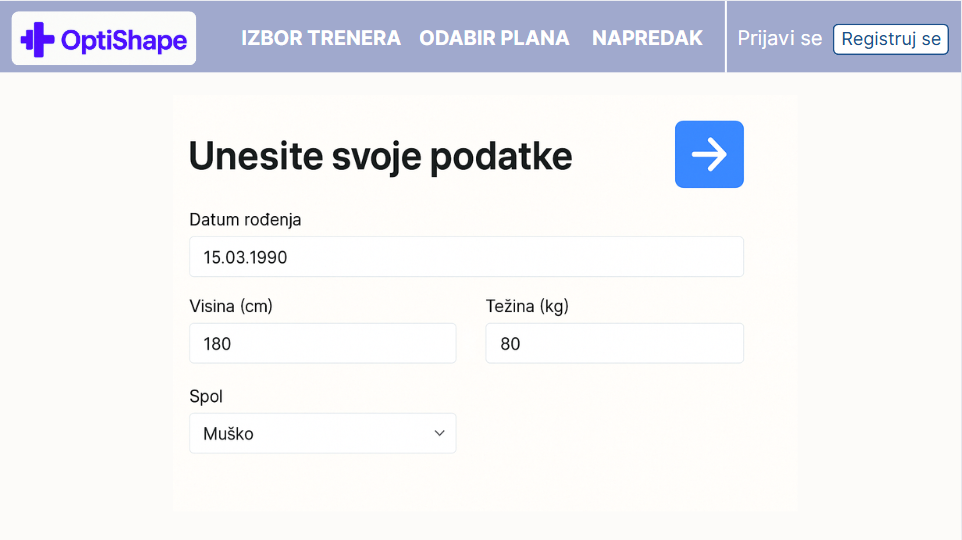 OptiShape IZBOR TRENERA ODABIR PLANA NAPREDAK Prijavi se Registruj se
Unesite svoje podatke
Datum rođenja
15.03.1990
Visina (cm) Težina (kg)
180 80
Spol
Muško